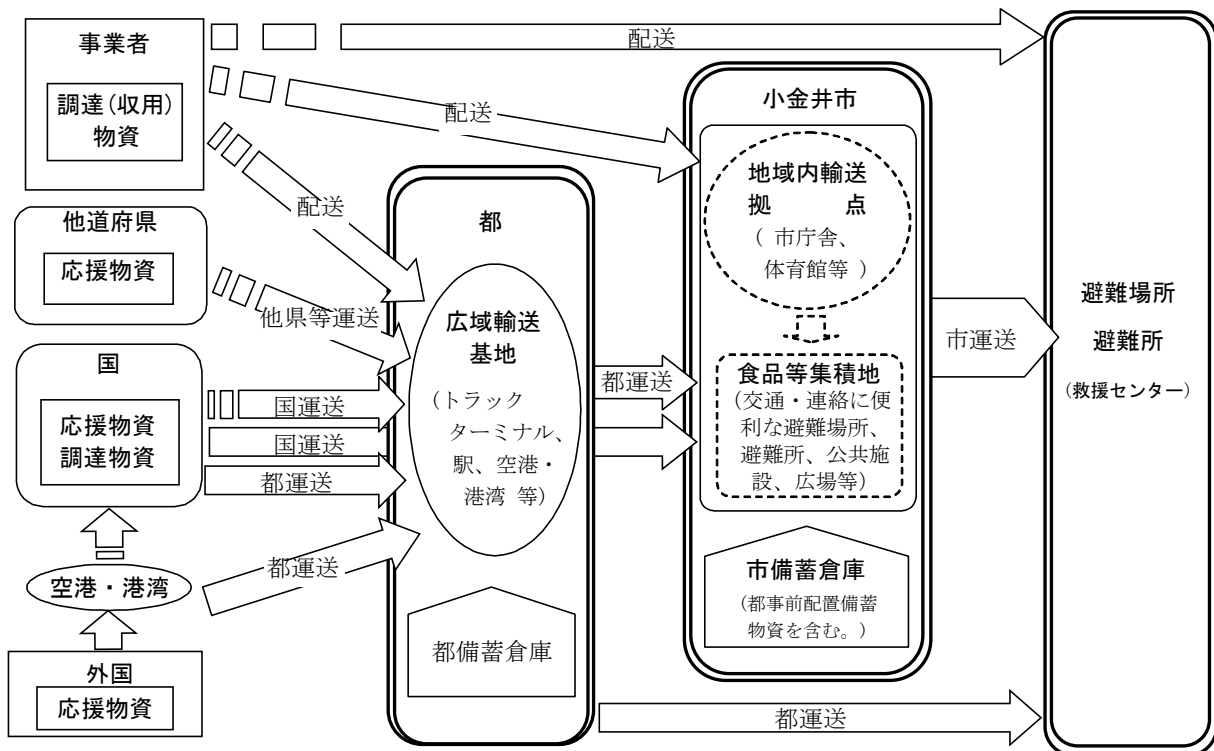 事業者
調達(収用)
物資
他道府県
応援物資
国
応援物資
調達物資
空港・港湾
外国
応援物資
配送
配送
配送
他県等運送
国運送
国運送
都運送
都運送
都
広域輸送
基地
(トラック
ターミナル、
駅、空港・
港湾 等)
都備蓄倉庫
都運送
都運送
小金井市
地域内輸送
拠 点
( 市庁舎、
体育館等 )
食品等集積地
(交通・連絡に便
利な避難場所、
避難所、公共施
設、広場等)
市備蓄倉庫
(都事前配置備蓄
物資を含む。)
市運送
避難場所
避難所
(救援センター)